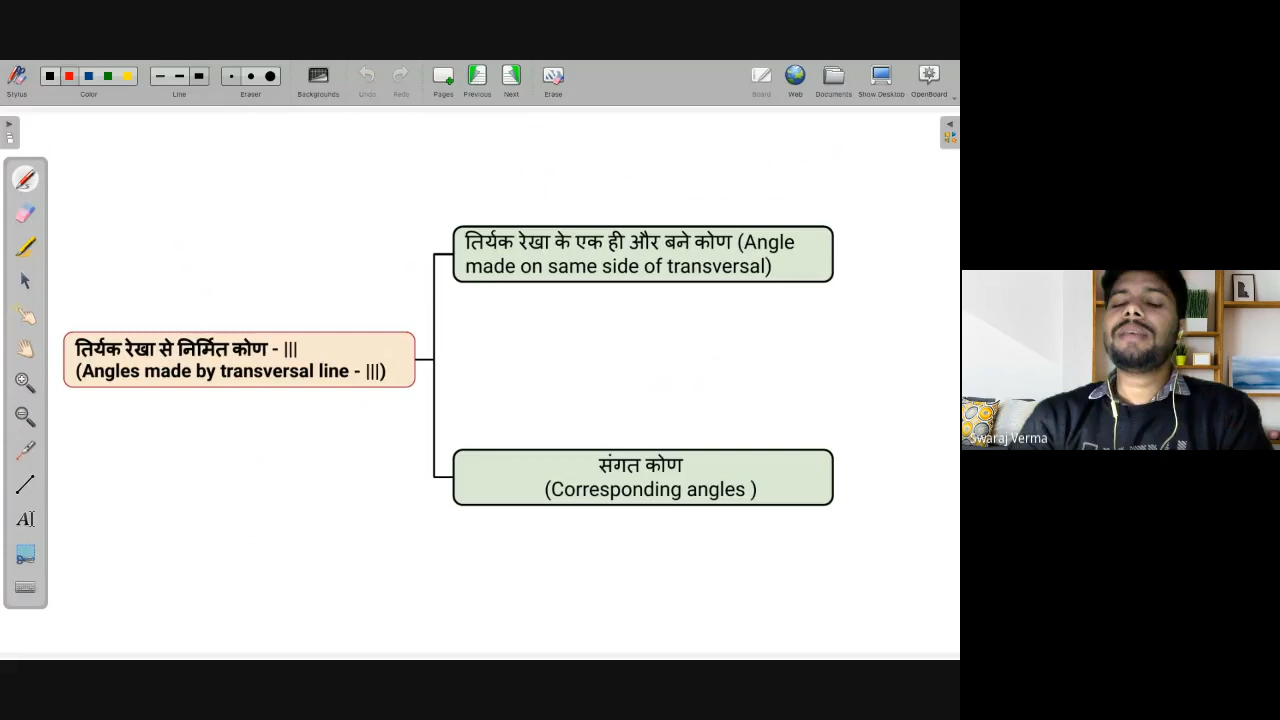 Stylus
Color
Line
Eraser
Backgrounds
Undo
Redo
Pages
Previous
Next
Erase
Board
Web
Documents
Show Desktop
OpenBoard
तिर्यक रेखा के एक ही और बने कोण (Angle
made on same side of transversal)
तिर्यक रेखा से निर्मित कोण - |||
(Angles made by transversal line - |||)
संगत कोण
(Corresponding angles )
Swaraj Verma